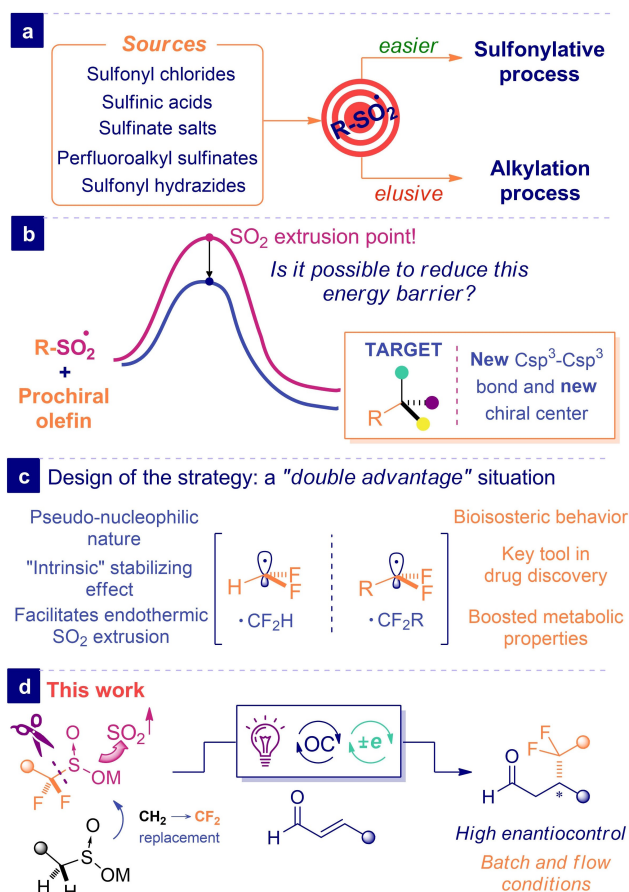 a
Sources
Sulfonyl chlorides
Sulfinic acids
Sulfinate salts
Perfluoroalkyl sulfinates
Sulfonyl hydrazides
R-SO2•
easier
Sulfonylative
process
elusive
Alkylation
process
b
SO2 extrusion point!
Is it possible to reduce this
energy barrier?
R-SO2•
+
Prochiral
olefin
TARGET
R
New Csp3-Csp3
bond and new
chiral center
c
Design of the strategy: a "double advantage" situation
Pseudo-nucleophilic
nature
"Intrinsic" stabilizing
effect
Facilitates endothermic
SO2 extrusion
H
F
F
•CF2H
R
F
F
•CF2R
Bioisosteric behavior
Key tool in
drug discovery
Boosted metabolic
properties
d
This work
O
SO2
S
OM
F
F
CH2 → CF2
replacement
O
S
OM
H
H
OC
±e
O
H
F
F
O
H
*
High enantiocontrol
Batch and flow
conditions